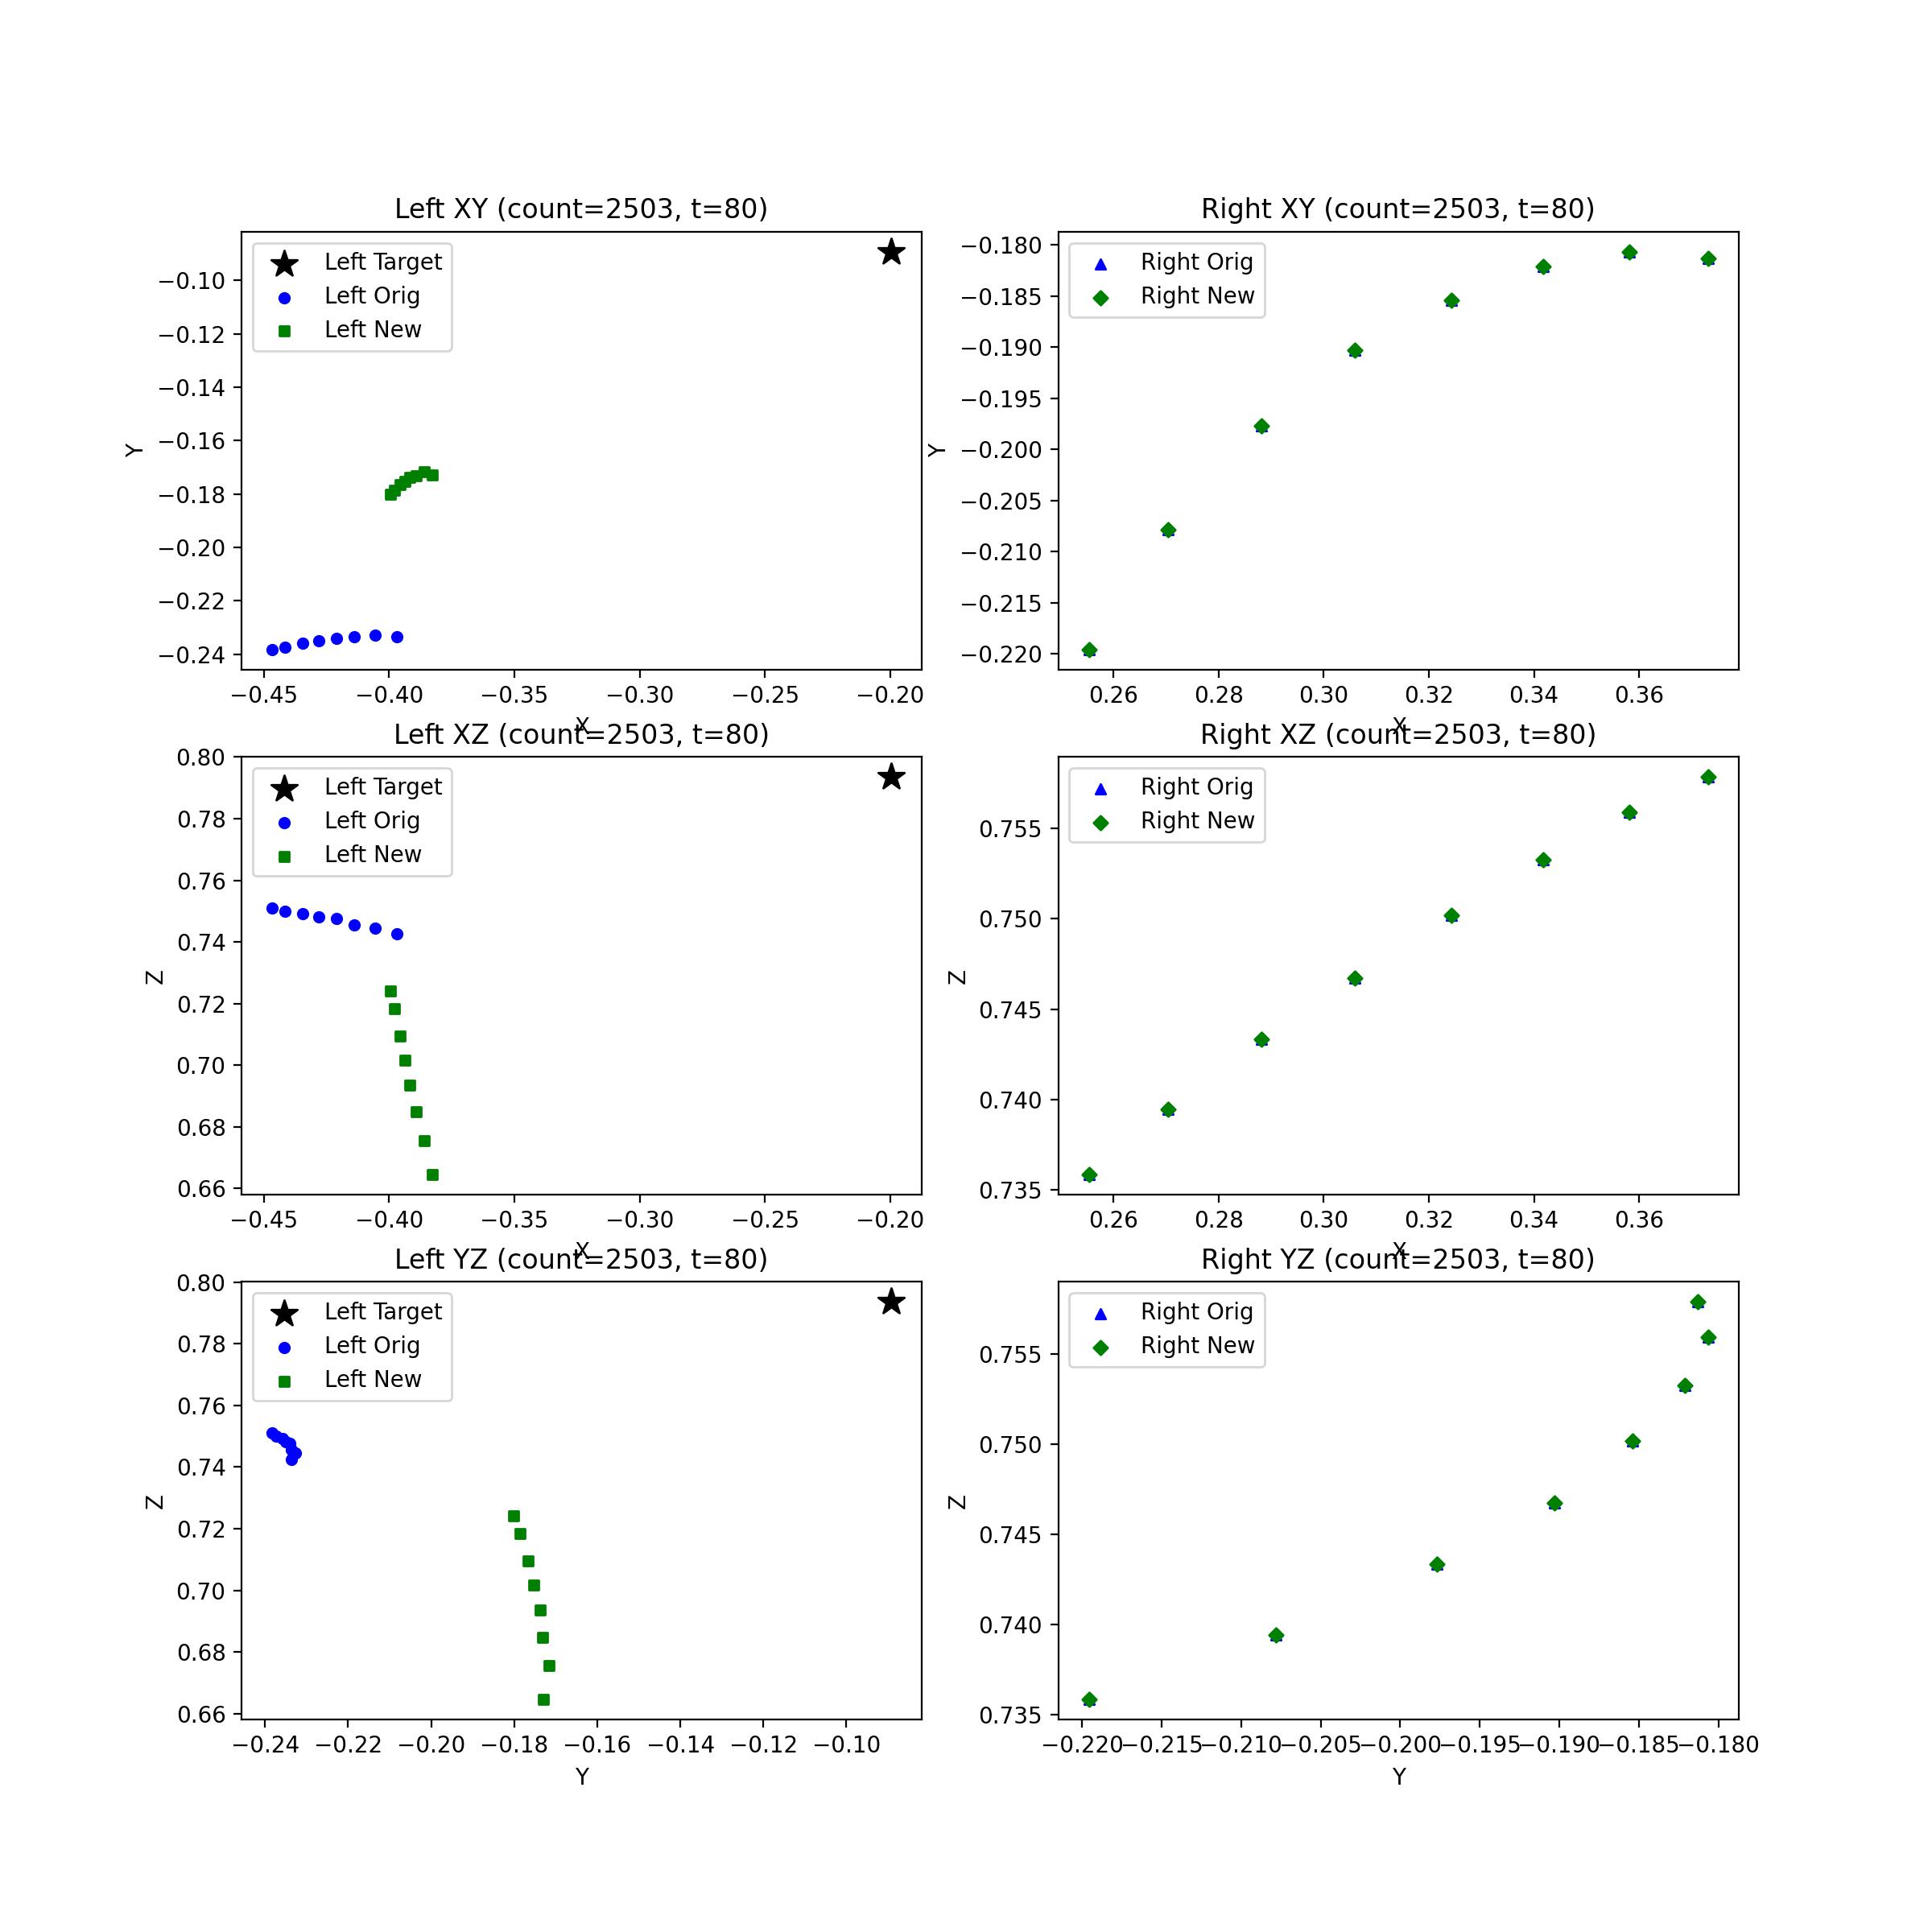 Left XY (count=2503, t=80)
Left Target
Left Orig
Left New
−0.10
−0.12
−0.14
−0.16
−0.18
−0.20
−0.22
−0.24
Y
−0.45 −0.40 −0.35 −0.30 −0.25 −0.20
X
Right XY (count=2503, t=80)
Right Orig
Right New
−0.180
−0.185
−0.190
−0.195
−0.200
−0.205
−0.210
−0.215
−0.220
Y
0.26 0.28 0.30 0.32 0.34 0.36
X
Left XZ (count=2503, t=80)
Left Target
Left Orig
Left New
0.80
0.78
0.76
0.74
0.72
0.70
0.68
0.66
Z
−0.45 −0.40 −0.35 −0.30 −0.25 −0.20
X
Right XZ (count=2503, t=80)
Right Orig
Right New
0.755
0.750
0.745
0.740
0.735
Z
0.26 0.28 0.30 0.32 0.34 0.36
X
Left YZ (count=2503, t=80)
Left Target
Left Orig
Left New
0.80
0.78
0.76
0.74
0.72
0.70
0.68
0.66
Z
−0.24 −0.22 −0.20 −0.18 −0.16 −0.14 −0.12 −0.10
Y
Right YZ (count=2503, t=80)
Right Orig
Right New
0.755
0.750
0.745
0.740
0.735
Z
−0.220 −0.215 −0.210 −0.205 −0.200 −0.195 −0.190 −0.185 −0.180
Y